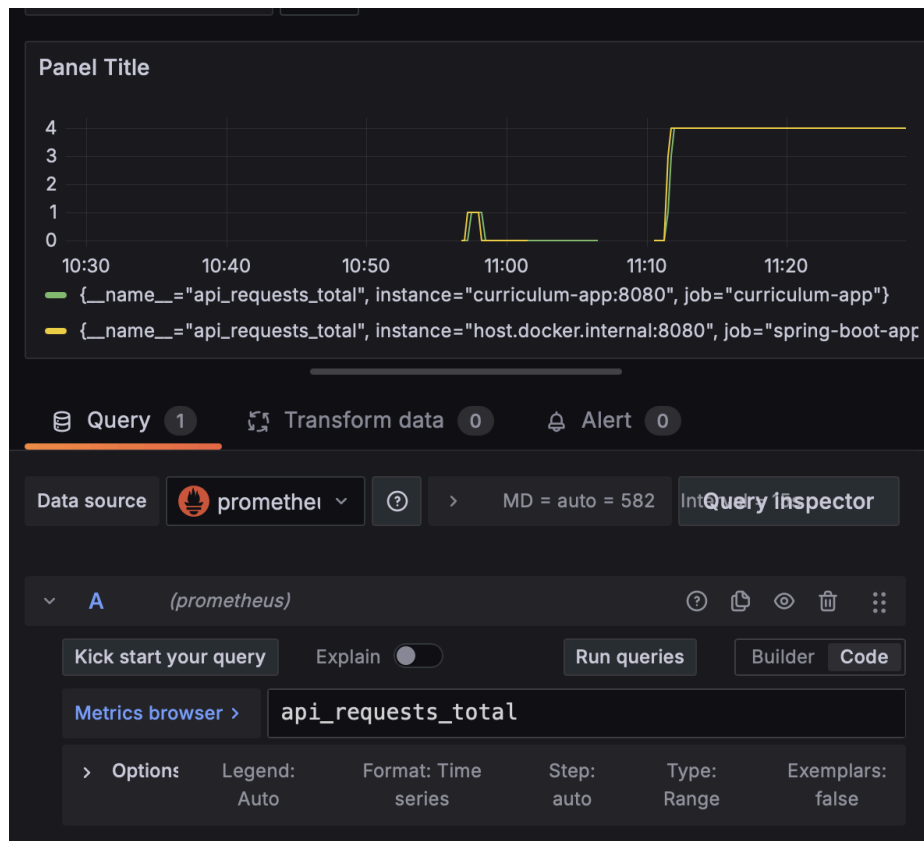 Panel Title
4
3
2
1
0
10:30 10:40 10:50 11:00 11:10 11:20
{__name__="api_requests_total", instance="curriculum-app:8080", job="curriculum-app"}
{__name__="api_requests_total", instance="host.docker.internal:8080", job="spring-boot-app
Query 1 Transform data 0 Alert 0
Data source prometheu MD = auto = 582 Interval = 15s Query inspector
A (prometheus)
Kick start your query Explain Run queries Builder Code
Metrics browser > api_requests_total
Options Legend: Format: Time Step: Type: Exemplars:
Auto series auto Range false